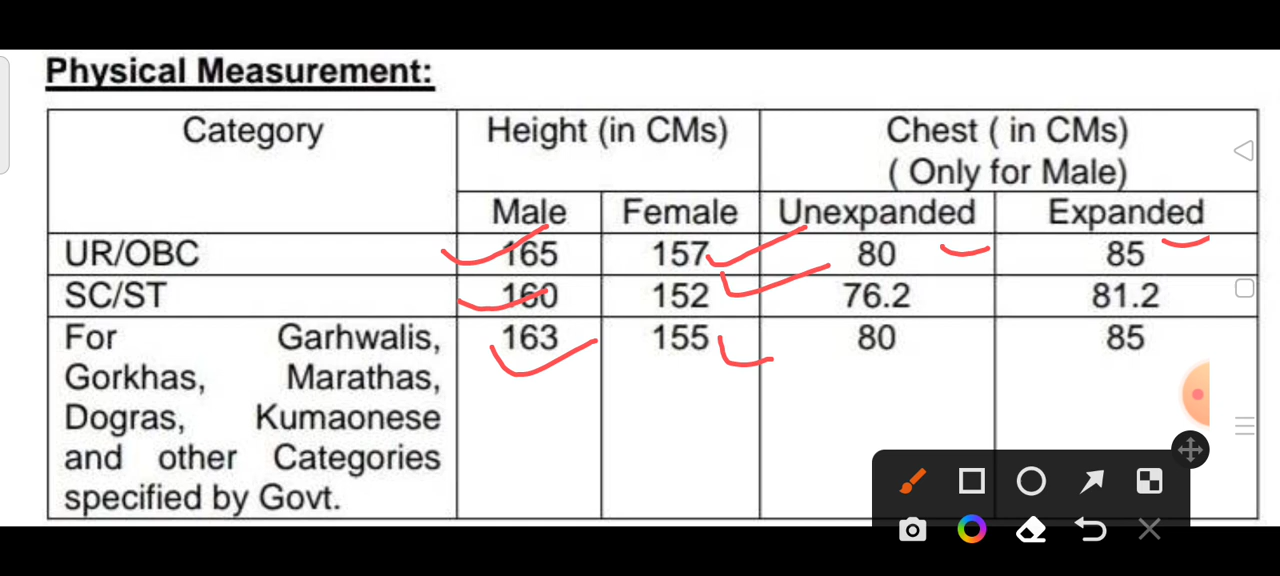 Physical Measurement:
Category Height (in CMs) Chest ( in CMs)
( Only for Male)
Male Female Unexpanded Expanded
UR/OBC 165 157 80 85
SC/ST 160 152 76.2 81.2
For Garhwalis, 163 155 80 85
Gorkhas, Marathas,
Dogras, Kumaonese
and other Categories
specified by Govt.